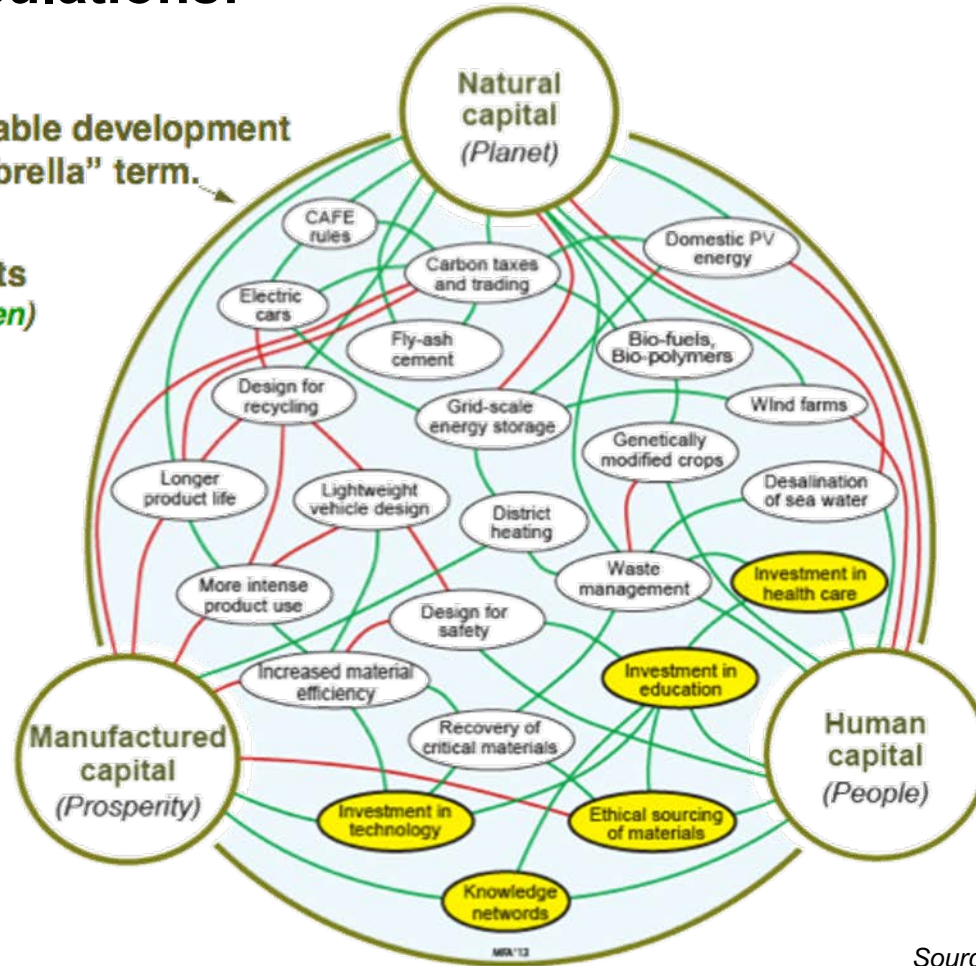 able development
brella” term.
ts
en)
Natural
capital
(Planet)
CAFE
rules
Domestic PV
energy
Carbon taxes
and trading
Electric
cars
Fly-ash
cement
Bio-fuels,
Bio-polymers
Design for
recycling
Grid-scale
energy storage
WInd farms
Genetically
modified crops
Longer
product life
Lightweight
vehicle design
Desalination
of sea water
District
heating
Waste
management
Investment in
health care
More intense
product use
Design for
safety
Increased material
efficiency
Investment in
education
Recovery of
critical materials
Manufactured
capital
(Prosperity)
Human
capital
(People)
Investment in
technology
Ethical sourcing
of materials
Knowledge
networds
MFA'13
Sourc